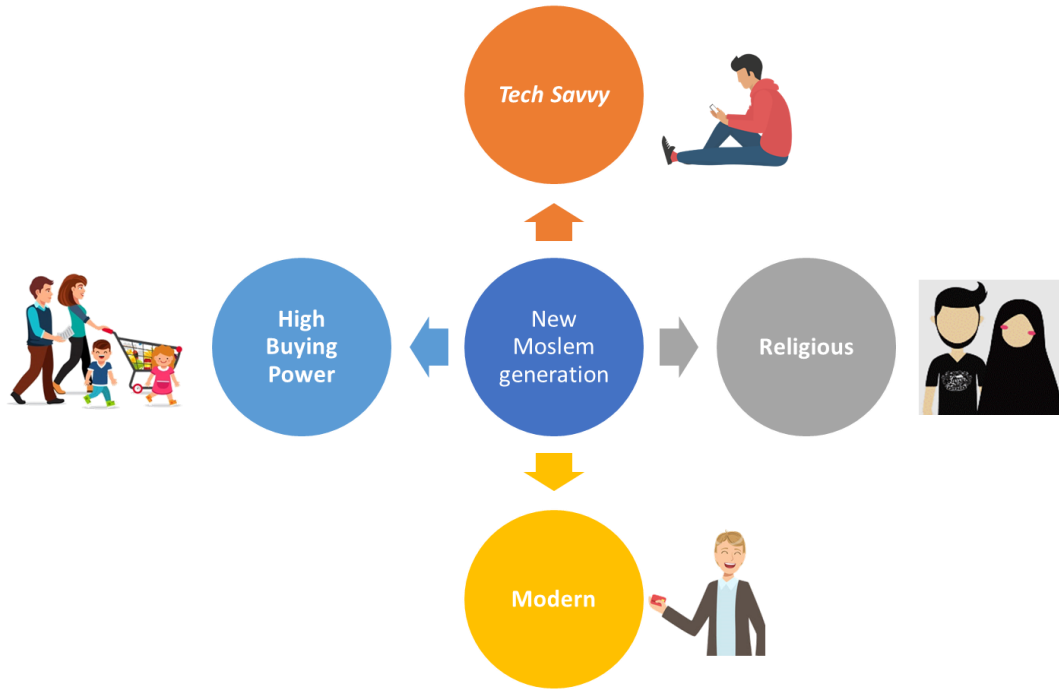 Tech Savvy
High
Buying
Power
New
Moslem
generation
Religious
Modern